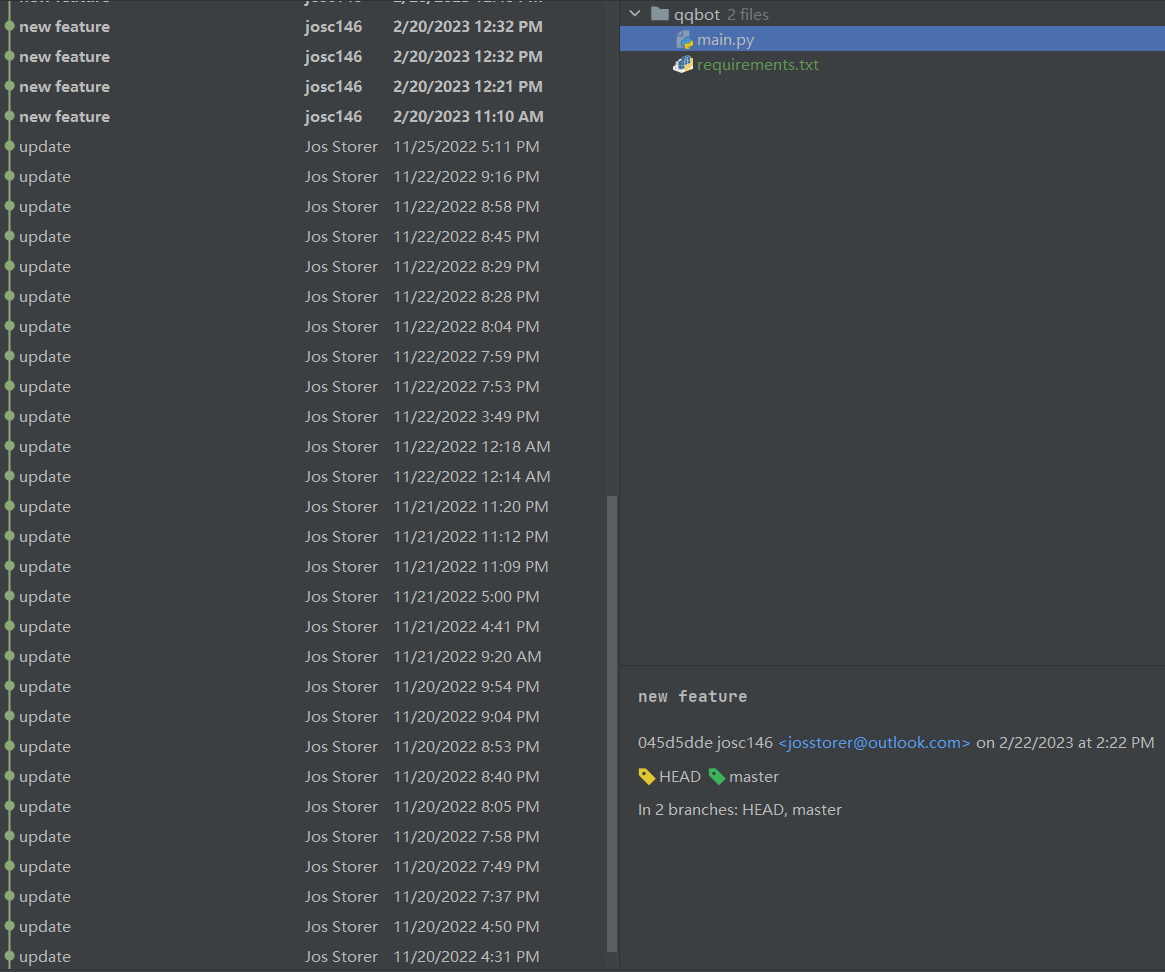 new feature josc146 2/20/2023 12:32 PM
new feature josc146 2/20/2023 12:32 PM
new feature josc146 2/20/2023 12:21 PM
new feature josc146 2/20/2023 11:10 AM
update Jos Storer 11/25/2022 5:11 PM
update Jos Storer 11/22/2022 9:16 PM
update Jos Storer 11/22/2022 8:58 PM
update Jos Storer 11/22/2022 8:45 PM
update Jos Storer 11/22/2022 8:29 PM
update Jos Storer 11/22/2022 8:28 PM
update Jos Storer 11/22/2022 8:04 PM
update Jos Storer 11/22/2022 7:59 PM
update Jos Storer 11/22/2022 7:53 PM
update Jos Storer 11/22/2022 3:49 PM
update Jos Storer 11/22/2022 12:18 AM
update Jos Storer 11/22/2022 12:14 AM
update Jos Storer 11/21/2022 11:20 PM
update Jos Storer 11/21/2022 11:12 PM
update Jos Storer 11/21/2022 11:09 PM
update Jos Storer 11/21/2022 5:00 PM
update Jos Storer 11/21/2022 4:41 PM
update Jos Storer 11/21/2022 9:20 AM
update Jos Storer 11/20/2022 9:54 PM
update Jos Storer 11/20/2022 9:04 PM
update Jos Storer 11/20/2022 8:53 PM
update Jos Storer 11/20/2022 8:40 PM
update Jos Storer 11/20/2022 8:05 PM
update Jos Storer 11/20/2022 7:58 PM
update Jos Storer 11/20/2022 7:49 PM
update Jos Storer 11/20/2022 7:37 PM
update Jos Storer 11/20/2022 4:50 PM
update Jos Storer 11/20/2022 4:31 PM
qqbot 2 files
main.py
requirements.txt
new feature
045d5dde josc146 <josstorer@outlook.com> on 2/22/2023 at 2:22 PM
HEAD master
In 2 branches: HEAD, master